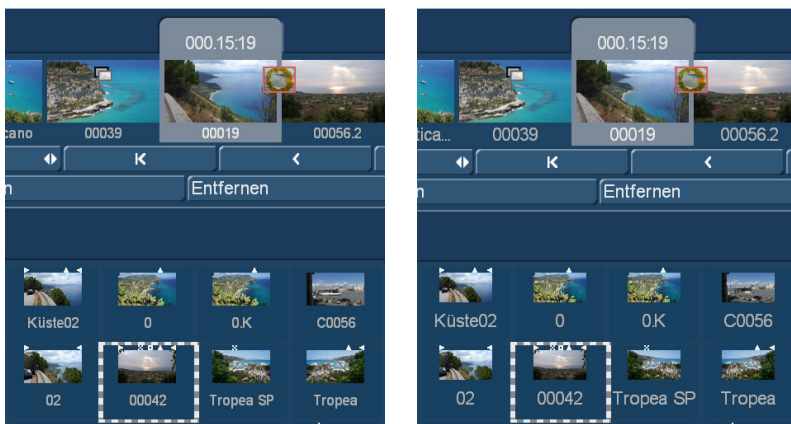 000.15:19
cano 00039 00019 00056.2
Entfernen
Küste02 0 0.K C0056
02 00042 Tropea SP Tropea
000.15:19
tica... 00039 00019 00056.2
Entfernen
Küste02 0 0.K C0056
02 00042 Tropea SP Tropea